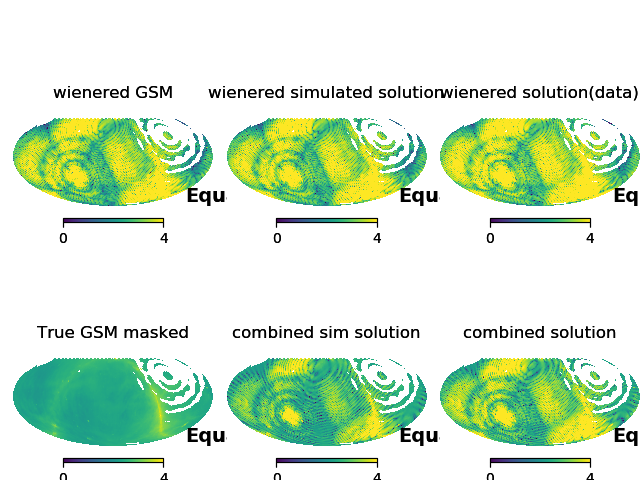 wienered GSM
wienered simulated solution
wienered solution(data)
Equ
Equ
Eq
0 4
0 4
0 4
True GSM masked
combined sim solution
combined solution
Equ
Equ
Eq
0 4
0 4
0 4